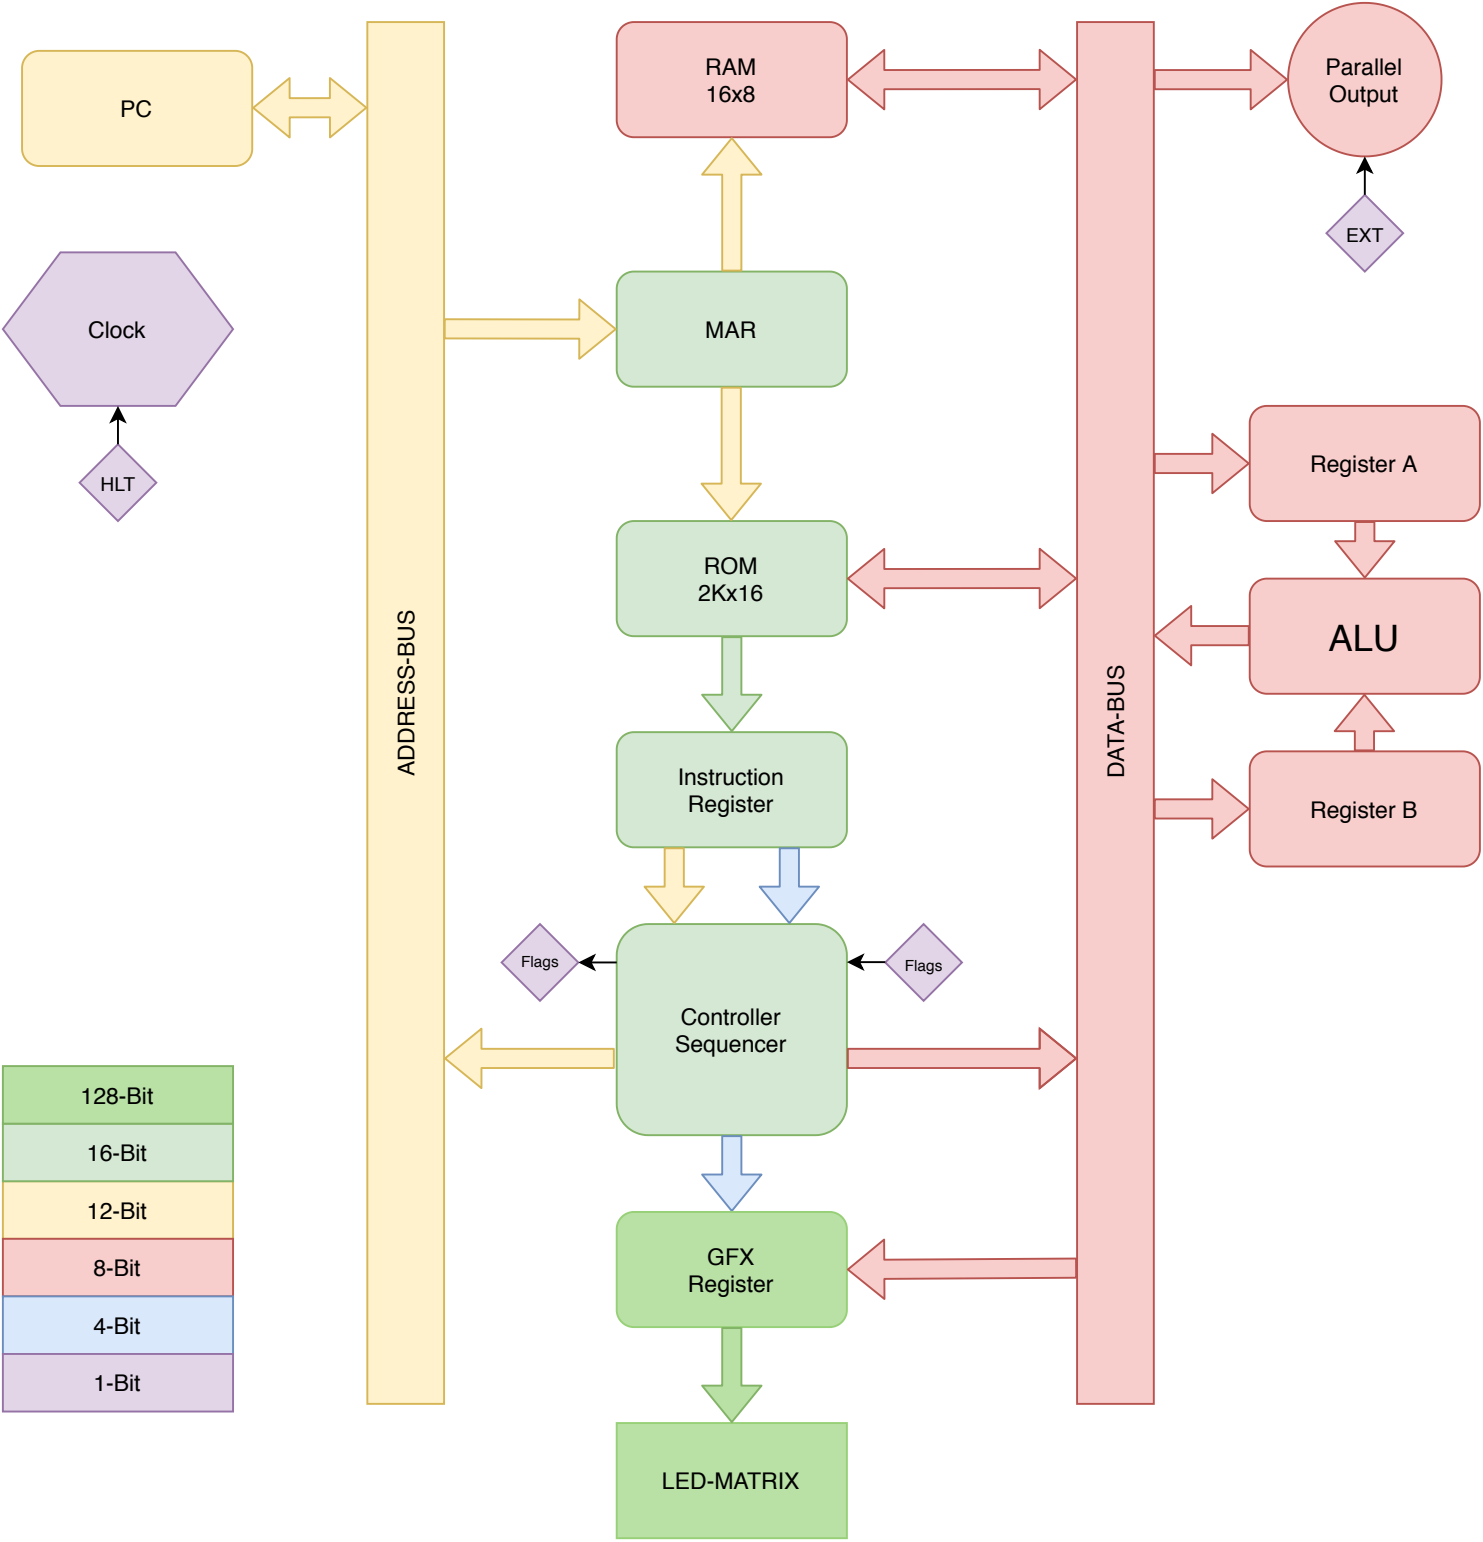 PC
RAM
16x8
Parallel
Output
EXT
Clock
HLT
MAR
ADDRESS-BUS
DATA-BUS
Register A
ROM
2Kx16
ALU
Instruction
Register
Register B
Flags
Flags
Controller
Sequencer
128-Bit
16-Bit
12-Bit
8-Bit
4-Bit
1-Bit
GFX
Register
LED-MATRIX